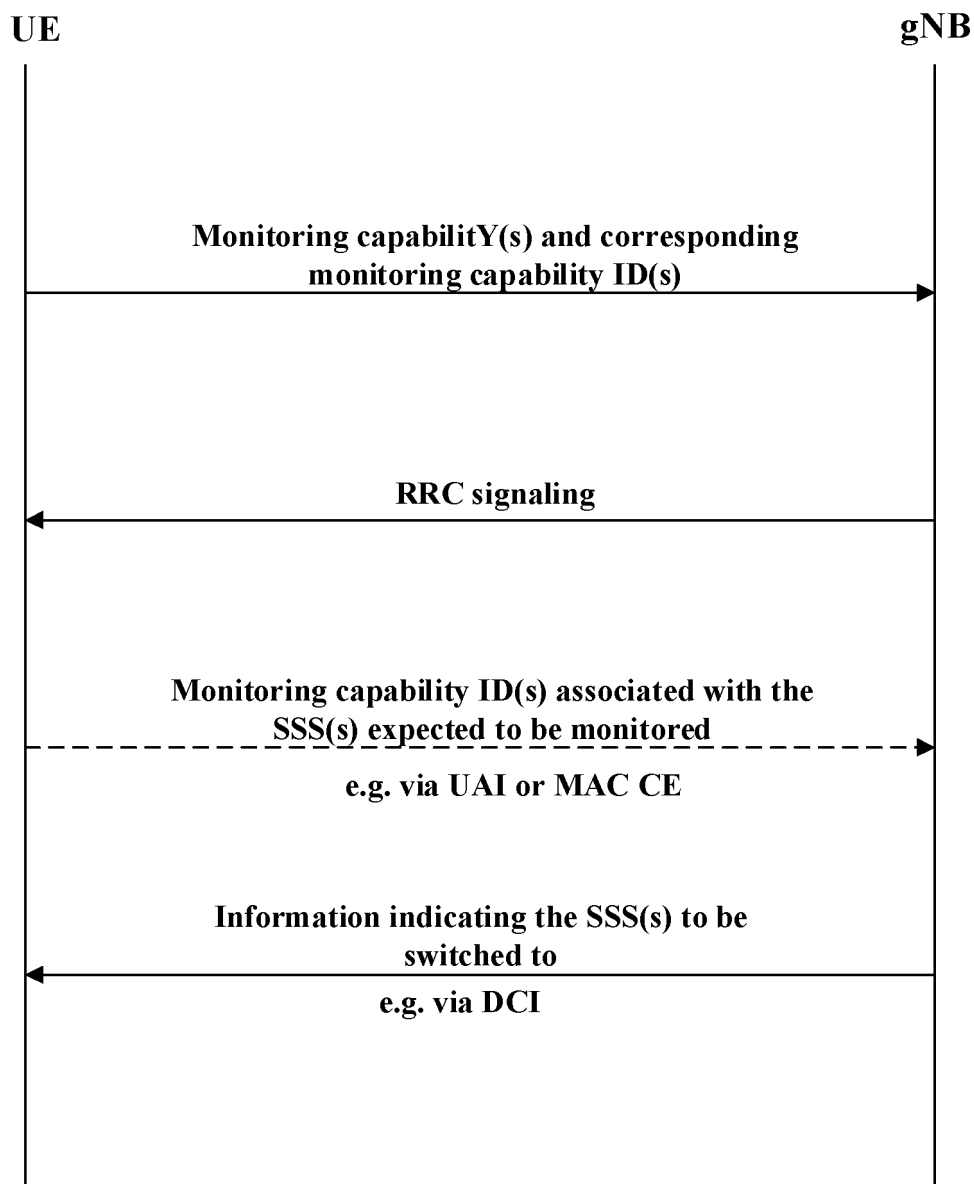 UE
gNB
Monitoring capabilitY(s) and corresponding
monitoring capability ID(s)
RRC signaling
Monitoring capability ID(s) associated with the
SSS(s) expected to be monitored
e.g. via UAI or MAC CE
Information indicating the SSS(s) to be
switched to
e.g. via DCI